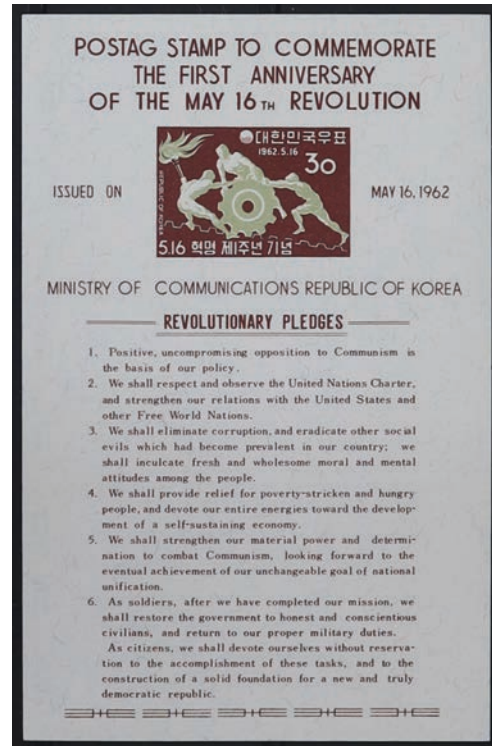 POSTAG STAMP TO COMMEMORATE
THE FIRST ANNIVERSARY
OF THE MAY 16TH REVOLUTION
대한민국우표
1962.5.16
30
REPUBLIC OF KOREA
5.16 혁명 제1주년 기념
ISSUED ON
MAY 16, 1962
MINISTRY OF COMMUNICATIONS REPUBLIC OF KOREA
REVOLUTIONARY PLEDGES
1. Positive, uncompromising opposition to Communism is
the basis of our policy.
2. We shall respect and observe the United Nations Charter,
and strengthen our relations with the United States and
other Free World Nations.
3. We shall eliminate corruption, and eradicate other social
evils which had become prevalent in our country; we
shall inculcate fresh and wholesome moral and mental
attitudes among the people.
4. We shall provide relief for poverty-stricken and hungry
people, and devote our entire energies toward the develop-
ment of a self-sustaining economy.
5. We shall strengthen our material power and determi-
nation to combat Communism, looking forward to the
eventual achievement of our unchangeable goal of national
unification.
6. As soldiers, after we have completed our mission, we
shall restore the government to honest and conscientious
civilians, and return to our proper military duties.
As citizens, we shall devote ourselves without reserva-
tion to the accomplishment of these tasks, and to the
construction of a solid foundation for a new and truly
democratic republic.